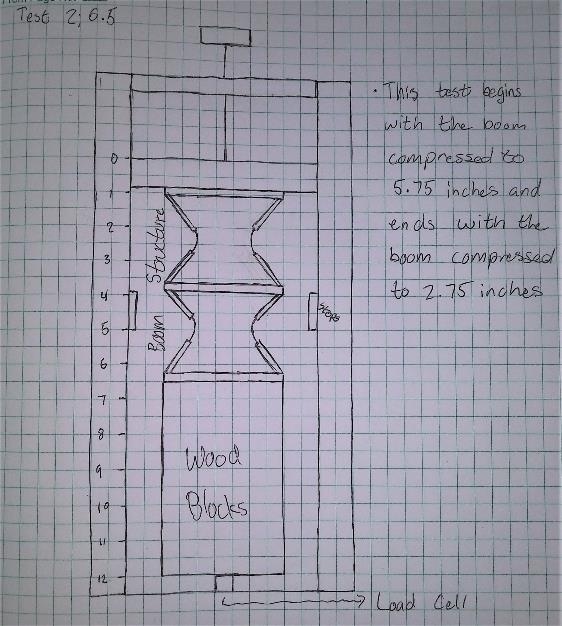 Test 2; 6.5
• This test begins
with the boom
compressed to
5.75 inches and
ends with the
boom compressed
to 2.75 inches
0
1
2
3
4
5
6
7
8
9
10
11
12
Structure
Boom
Stops
Wood
Blocks
Load Cell